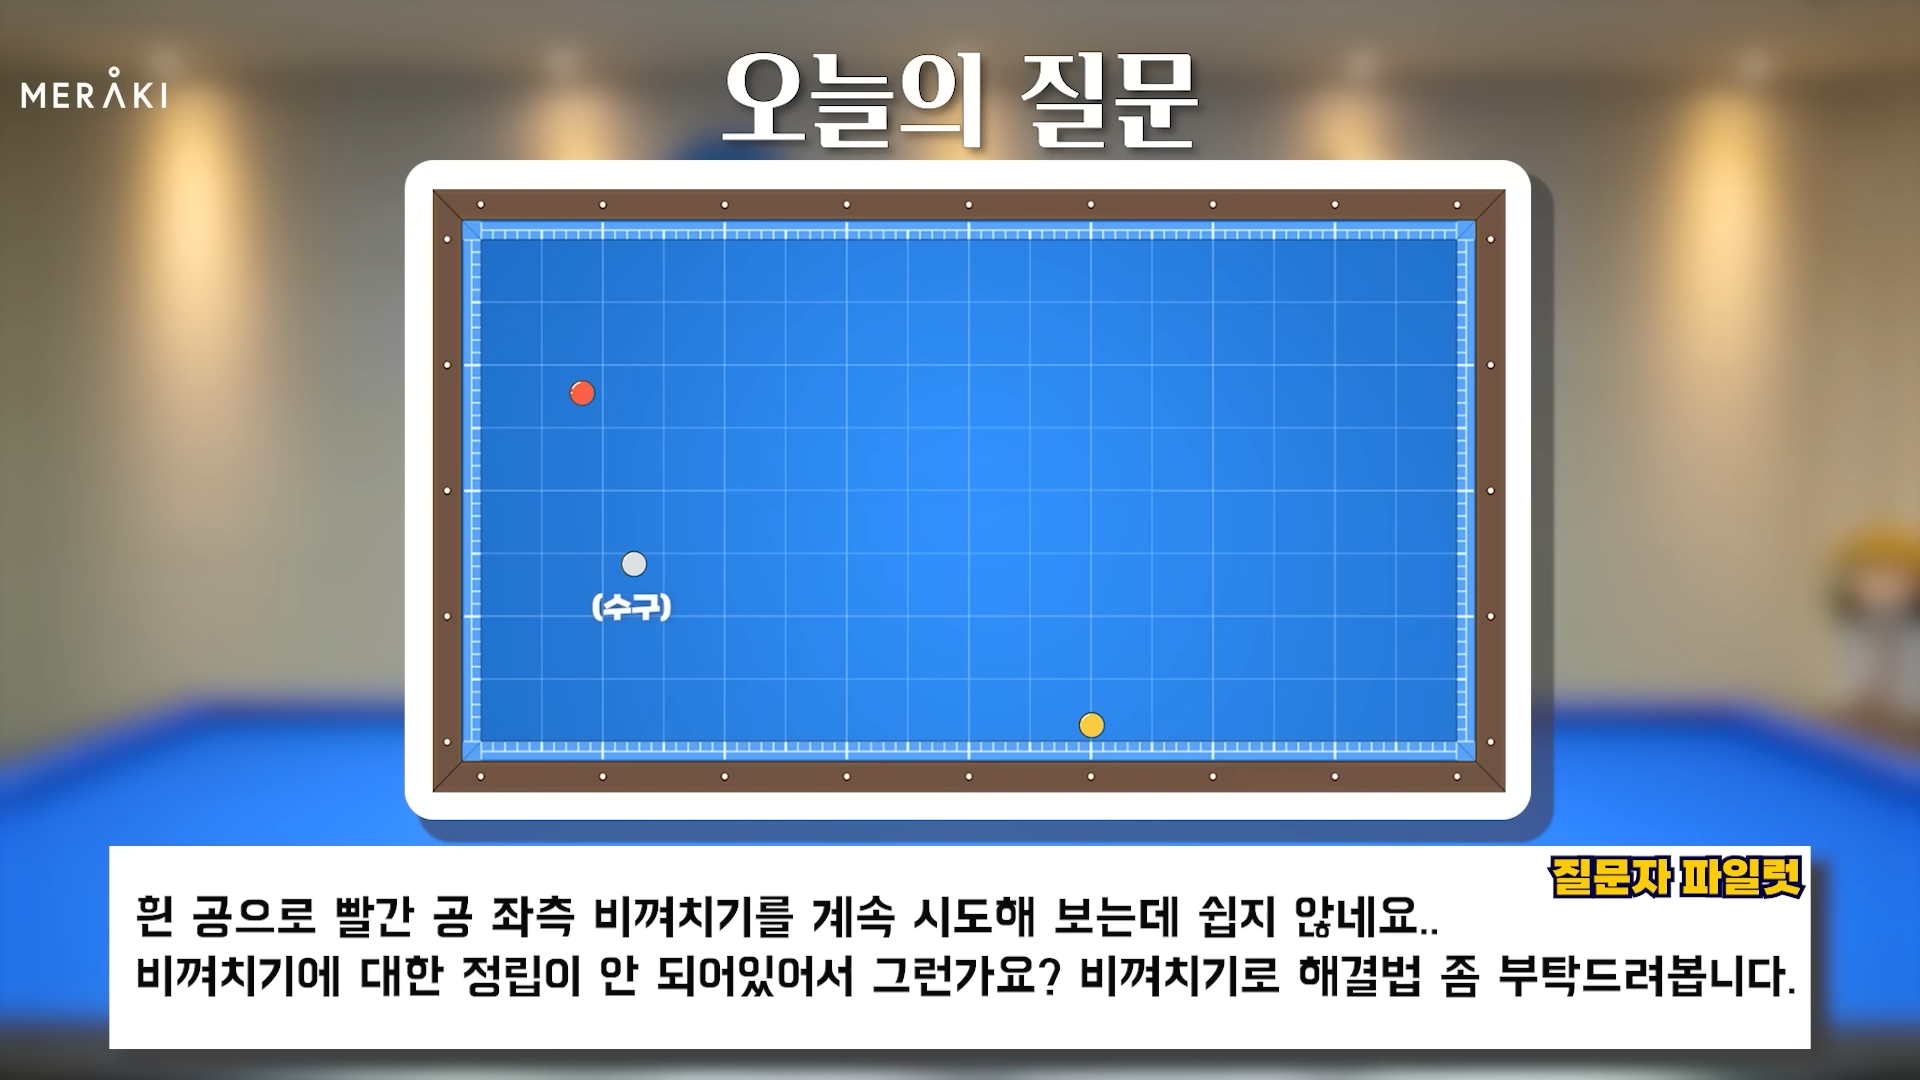 오늘의 질문
MERAKI
(수구)
질문자 파일럿
흰 공으로 빨간 공 좌측 비껴치기를 계속 시도해 보는데 쉽지 않네요..
비껴치기에 대한 정립이 안 되어있어서 그런가요? 비껴치기로 해결법 좀 부탁드려봅니다.